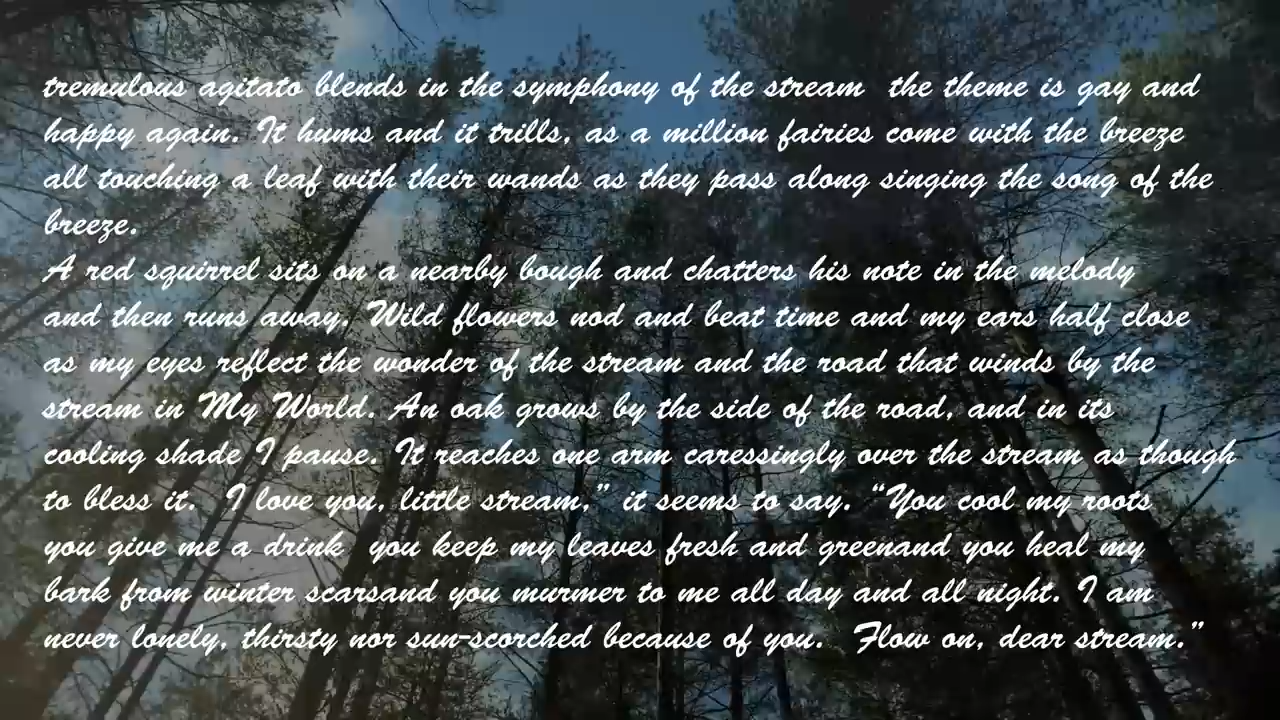 tremulous agitato blends in the symphony of the stream  the theme is gay and
happy again. It hums and it trills, as a million fairies come with the breeze
all touching a leaf with their wands as they pass along singing the song of the
breeze.
A red squirrel sits on a nearby bough and chatters his note in the melody
and then runs away. Wild flowers nod and beat time and my ears half close
as my eyes reflect the wonder of the stream and the road that winds by the
stream in My World. An oak grows by the side of the road, and in its
cooling shade I pause. It reaches one arm caressingly over the stream as though
to bless it.  I love you, little stream,” it seems to say. “You cool my roots
you give me a drink  you keep my leaves fresh and greenand you heal my
bark from winter scarsand you murmer to me all day and all night. I am
never lonely, thirsty nor sun-scorched because of you.  Flow on, dear stream.”